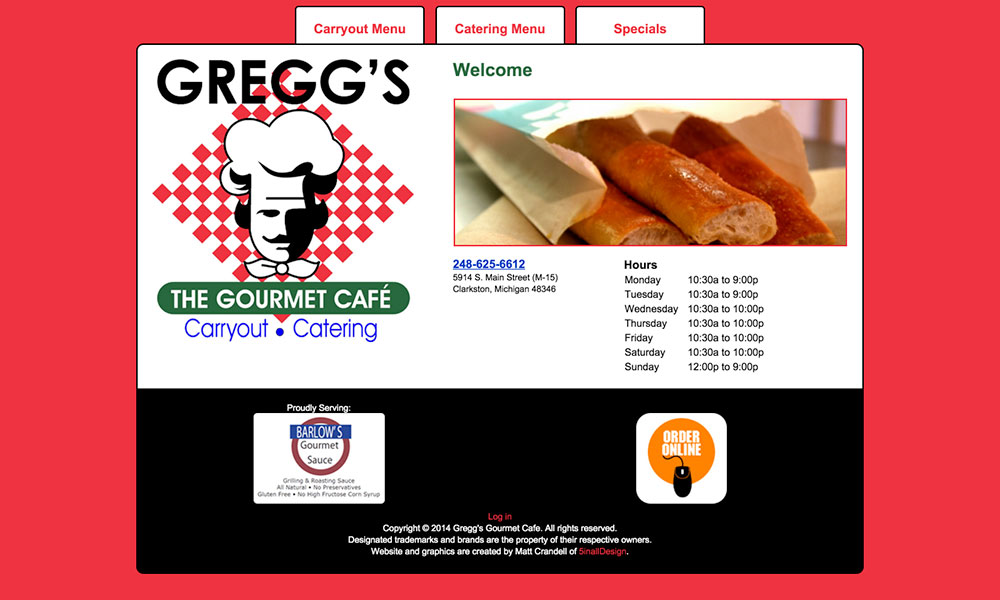 Carryout Menu
Catering Menu
Specials
GREGG'S
THE GOURMET CAFÉ
Carryout • Catering
Welcome
248-625-6612
5914 S. Main Street (M-15)
Clarkston, Michigan 48346
Hours
Monday 10:30a to 9:00p
Tuesday 10:30a to 9:00p
Wednesday 10:30a to 10:00p
Thursday 10:30a to 10:00p
Friday 10:30a to 10:00p
Saturday 10:30a to 10:00p
Sunday 12:00p to 9:00p
Proudly Serving:
BARLOW'S
Gourmet
Sauce
Grilling & Roasting Sauce
All Natural • No Preservatives
Gluten Free • No High Fructose Corn Syrup
ORDER
ONLINE
Log in
Copyright © 2014 Gregg's Gourmet Cafe. All rights reserved.
Designated trademarks and brands are the property of their respective owners.
Website and graphics are created by Matt Crandell of 5inallDesign.